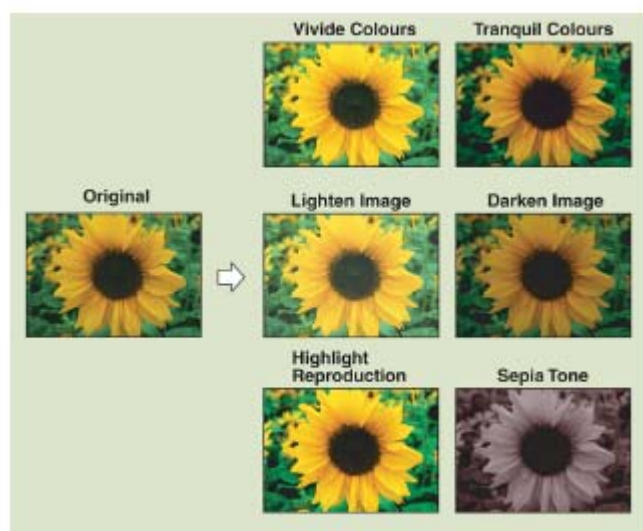 Vivide Colours
Tranquil Colours
Original
Lighten Image
Darken Image
Highlight
Reproduction
Sepia Tone